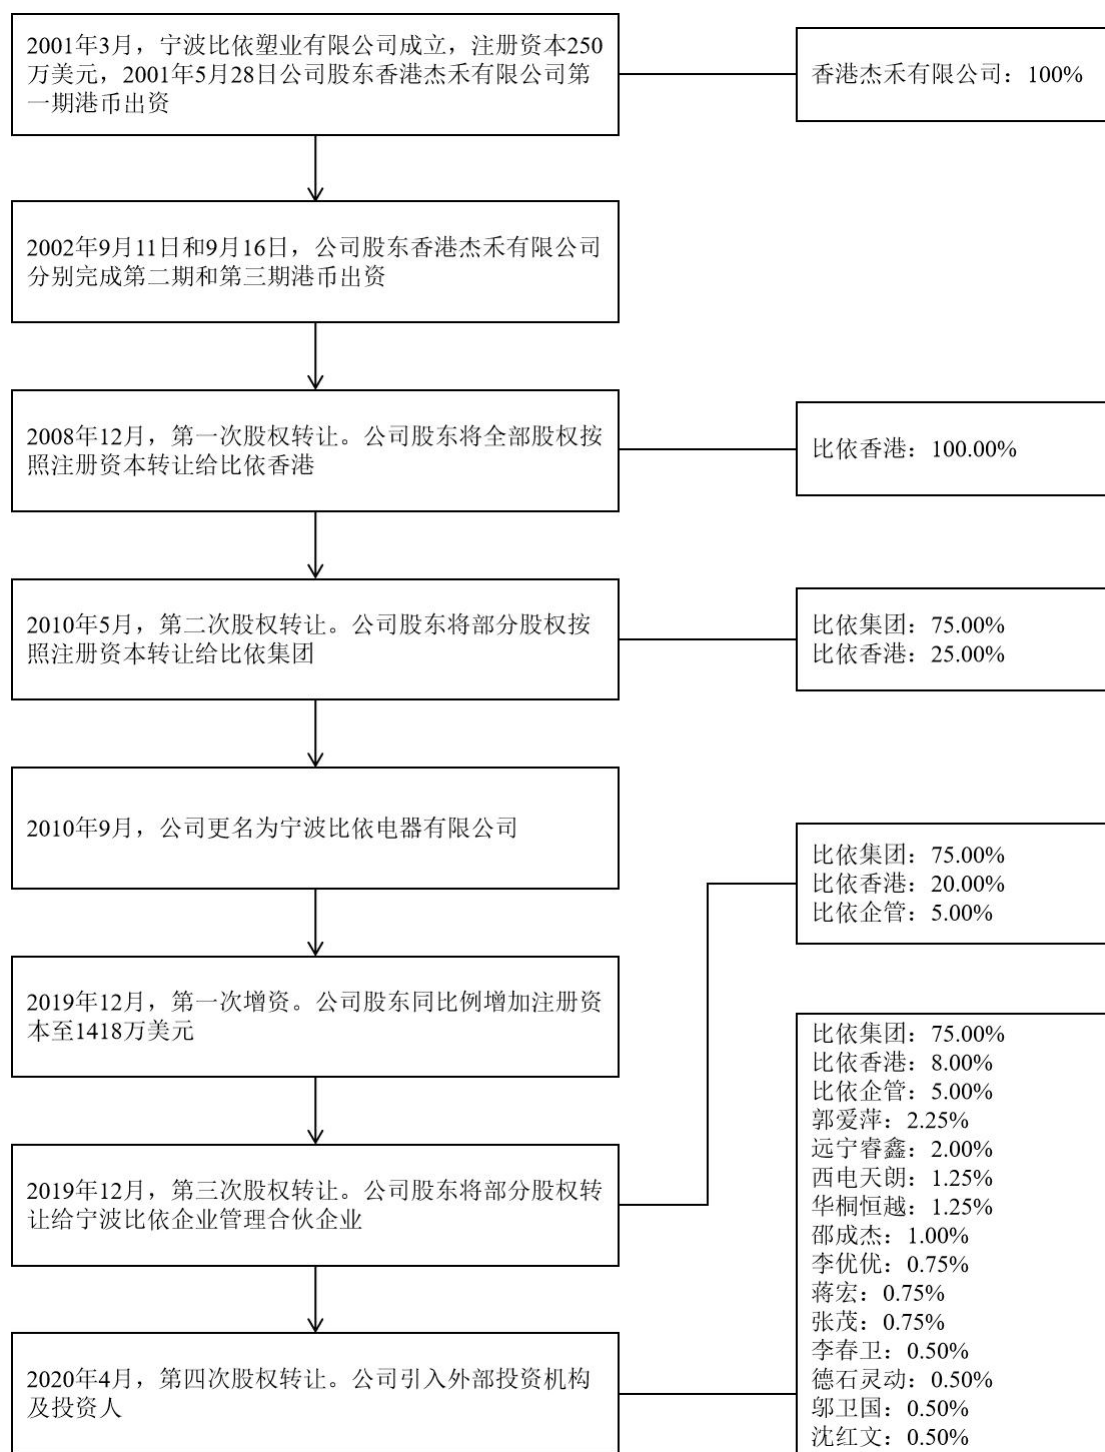 2001年3月，宁波比依塑业有限公司成立，注册资本250
万美元，2001年5月28日公司股东香港杰禾有限公司第
一期港币出资
香港杰禾有限公司：100%
2002年9月11日和9月16日，公司股东香港杰禾有限公司
分别完成第二期和第三期港币出资
2008年12月，第一次股权转让。公司股东将全部股权按
照注册资本转让给比依香港
比依香港：100.00%
2010年5月，第二次股权转让。公司股东将部分股权按
照注册资本转让给比依集团
比依集团：75.00%
比依香港：25.00%
2010年9月，公司更名为宁波比依电器有限公司
2019年12月，第一次增资。公司股东同比例增加注册资
本至1418万美元
2019年12月，第三次股权转让。公司股东将部分股权转
让给宁波比依企业管理合伙企业
比依集团：75.00%
比依香港：20.00%
比依企管：5.00%
2020年4月，第四次股权转让。公司引入外部投资机构
及投资人
比依集团：75.00%
比依香港：8.00%
比依企管：5.00%
郭爱萍：2.25%
远宁睿鑫：2.00%
西电天朗：1.25%
华桐恒越：1.25%
邵成杰：1.00%
李优优：0.75%
蒋宏：0.75%
张茂：0.75%
李春卫：0.50%
德石灵动：0.50%
邬卫国：0.50%
沈红文：0.50%